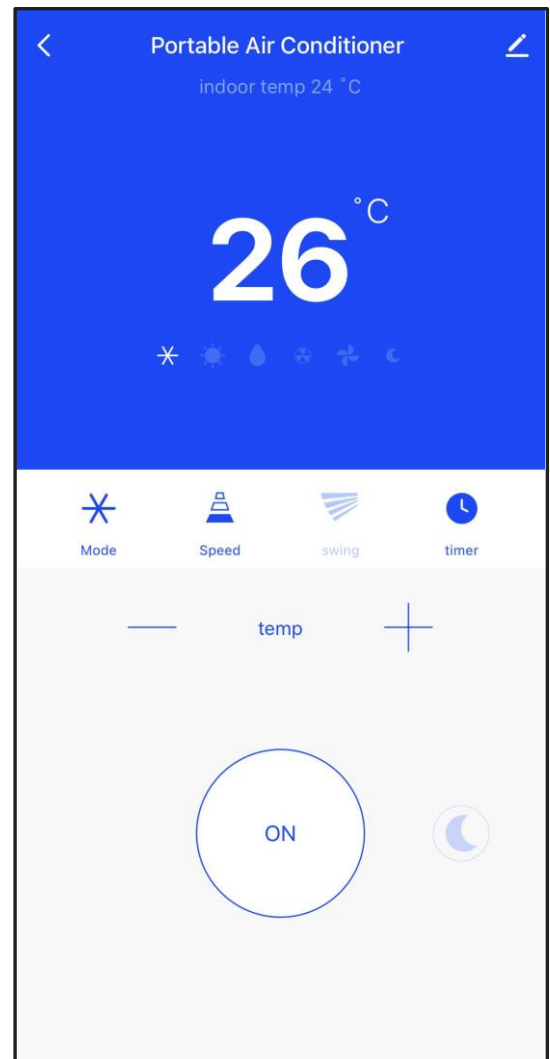 Portable Air Conditioner
indoor temp 24 °C
26 °C
Mode Speed swing timer
temp
ON